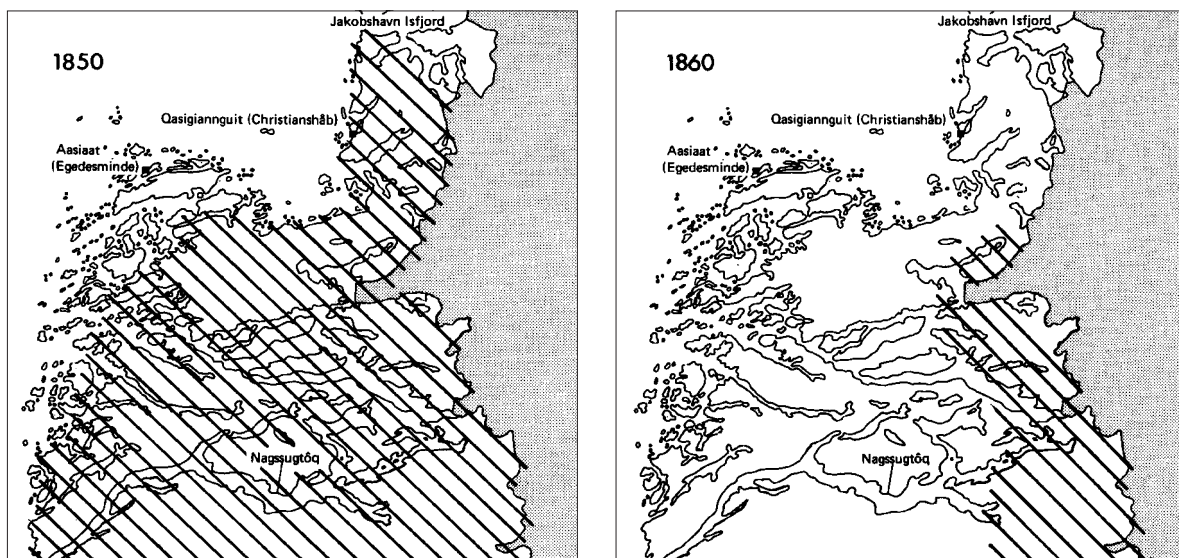 Jakobshavn Isfjord
1850
Qasigiannguit (Christianshåb)
Aasiaat
(Egedesminde)
Nagssugtôq
Jakobshavn Isfjord
1860
Qasigiannguit (Christianshåb)
Aasiaat
(Egedesminde)
Nagssugtôq